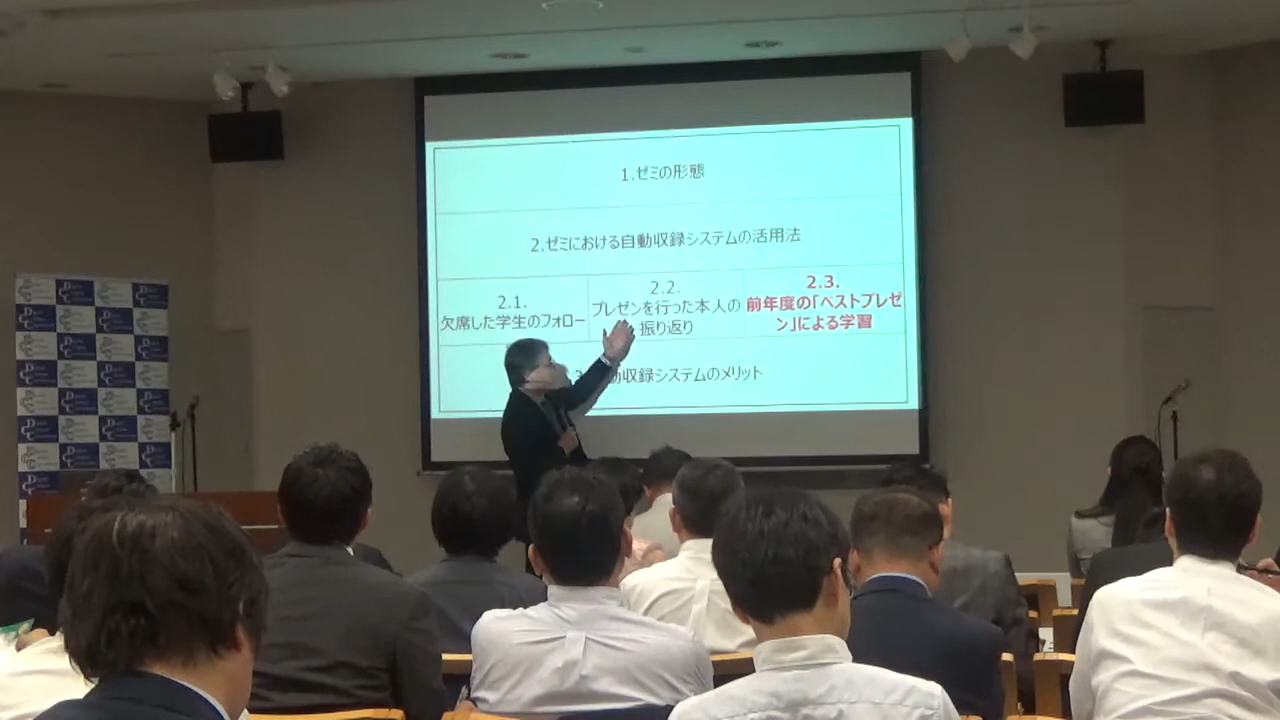 1.ゼミの形態
2.ゼミにおける自動収録システムの活用法
2.1.
欠席した学生のフォロー
2.2.
プレゼンを行った本人の
振り返り
2.3.
前年度の「ベストプレゼ
ン」による学習
動収録システムのメリット